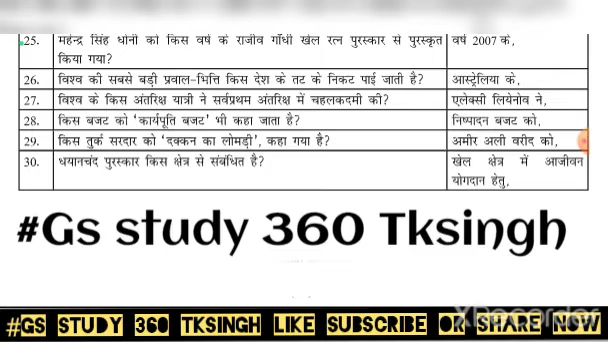 25. महेन्द्र सिंह धोनी को किस वर्ष के राजीव गाँधी खेल रत्न पुरस्कार से पुरस्कृत वर्ष 2007 के,
किया गया?
26. विश्व की सबसे बड़ी प्रवाल-भित्ति किस देश के तट के निकट पाई जाती है? आस्ट्रेलिया के,
27. विश्व के किस अंतरिक्ष यात्री ने सर्वप्रथम अंतरिक्ष में चहलकदमी की? एलेक्सी लियेनोव ने,
28. किस बजट को ‘कार्यपूति बजट’ भी कहा जाता है? निष्पादन बजट को,
29. किस तुर्क सरदार को ‘दक्कन का लोमड़ी’, कहा गया है? अमीर अली वरीद को,
30. धयानचंद पुरस्कार किस क्षेत्र से संबंधित है? खेल क्षेत्र में आजीवन
योगदान हेतु,
#Gs study 360 Tksingh
XRecorder
#GS STUDY 360 TKSINGH LIKE SUBSCRIBE OR SHARE NOW